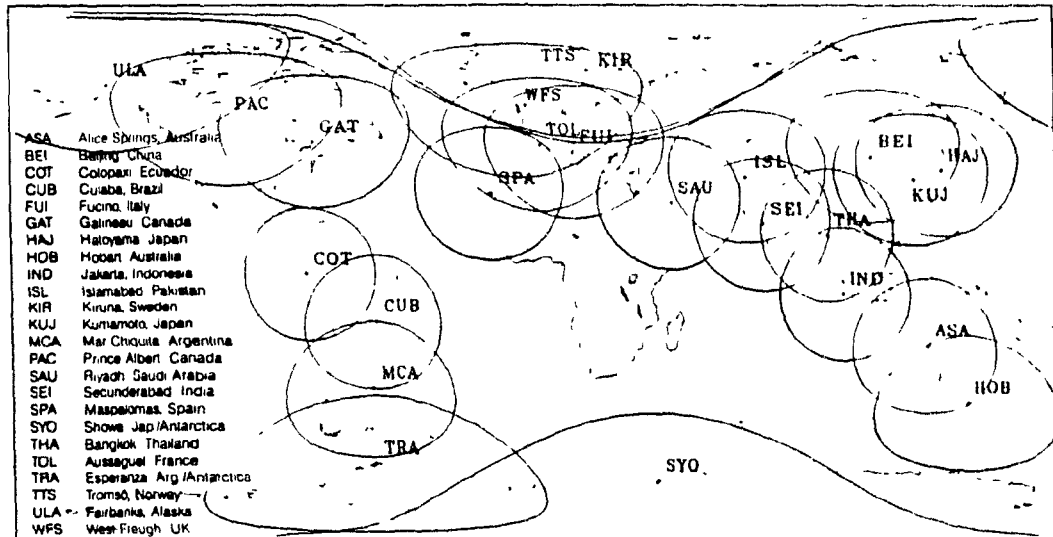 TTS
KIR
ULA
WFS
PAC
GAT
TOL
FUI
BEI
HAJ
ISL
SPA
SAU
KUJ
SEI
THA
COT
IND
CUB
ASA
MCA
HOB
TRA
SYO
ASA Alice Springs, Australia
BEI Beijing China
COT Colopaxi Ecuador
CUB Cuiaba, Brazil
FUI Fucino, Italy
GAT Gatineau Canada
HAJ Hatoyama Japan
HOB Hobart Australia
IND Jakarta, Indonesia
ISL Islamabad Pakistan
KIR Kiruna, Sweden
KUJ Kumamoto, Japan
MCA Mar Chiquita Argentina
PAC Prince Albert Canada
SAU Riyadh Saudi Arabia
SEI Secunderabad India
SPA Maspalomas, Spain
SYO Showa Jap/Antarctica
THA Bangkok Thailand
TOL Aussaguel France
TRA Esperanza Arg/Antarctica
TTS Tromsö, Norway
ULA Fairbanks, Alaska
WFS West Freugh UK